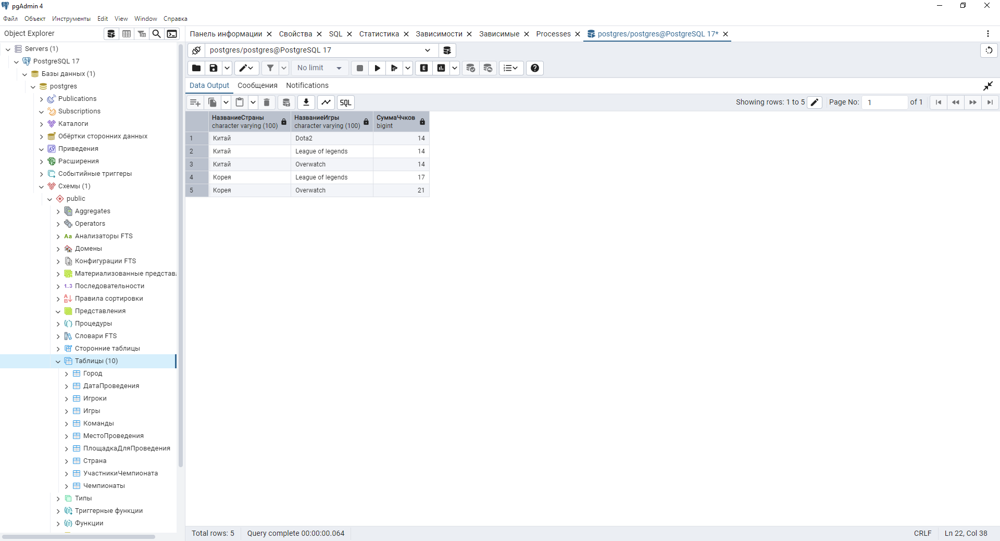 pgAdmin 4
Файл Объект Инструменты Edit View Window Справка
Object Explorer
Панель информации Свойства SQL Статистика Зависимости Зависимые Processes postgres/postgres@PostgreSQL 17*
Servers (1)
PostgreSQL 17
Базы данных (1)
postgres
Publications
Subscriptions
Каталоги
Обёртки сторонних данных
Приведения
Расширения
Событийные триггеры
Схемы (1)
public
Aggregates
Operators
Aa Анализаторы FTS
Домены
Конфигурации FTS
Материализованные представл
1..3 Последовательности
Правила сортировки
Представления
Процедуры
Словари FTS
Сторонние таблицы
Таблицы (10)
Город
ДатаПроведения
Игроки
Игры
Команды
МестоПроведения
ПлощадкаДляПроведения
Страна
УчастникиЧемпионата
Чемпионаты
Типы
Триггерные функции
Функции
postgres/postgres@PostgreSQL 17
No limit E
Data Output Сообщения Notifications
SQL Showing rows: 1 to 5 Page No: 1 of 1
НазваниеСтраны НазваниеИгры СуммаЧчков
character varying (100) character varying (100) bigint
1 Китай Dota2 14
2 Китай League of legends 14
3 Китай Overwatch 14
4 Корея League of legends 17
5 Корея Overwatch 21
Total rows: 5 Query complete 00:00:00.064 CRLF Ln 22, Col 38